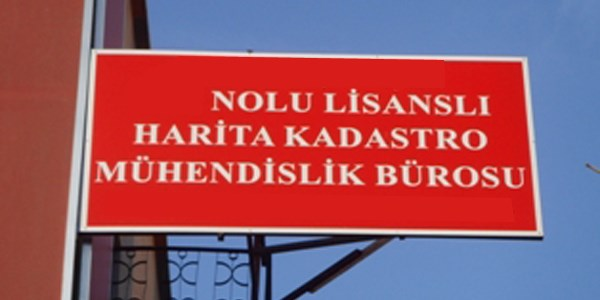 NOLU LİSANSLI
HARİTA KADASTRO
MÜHENDİSLİK BÜROSU